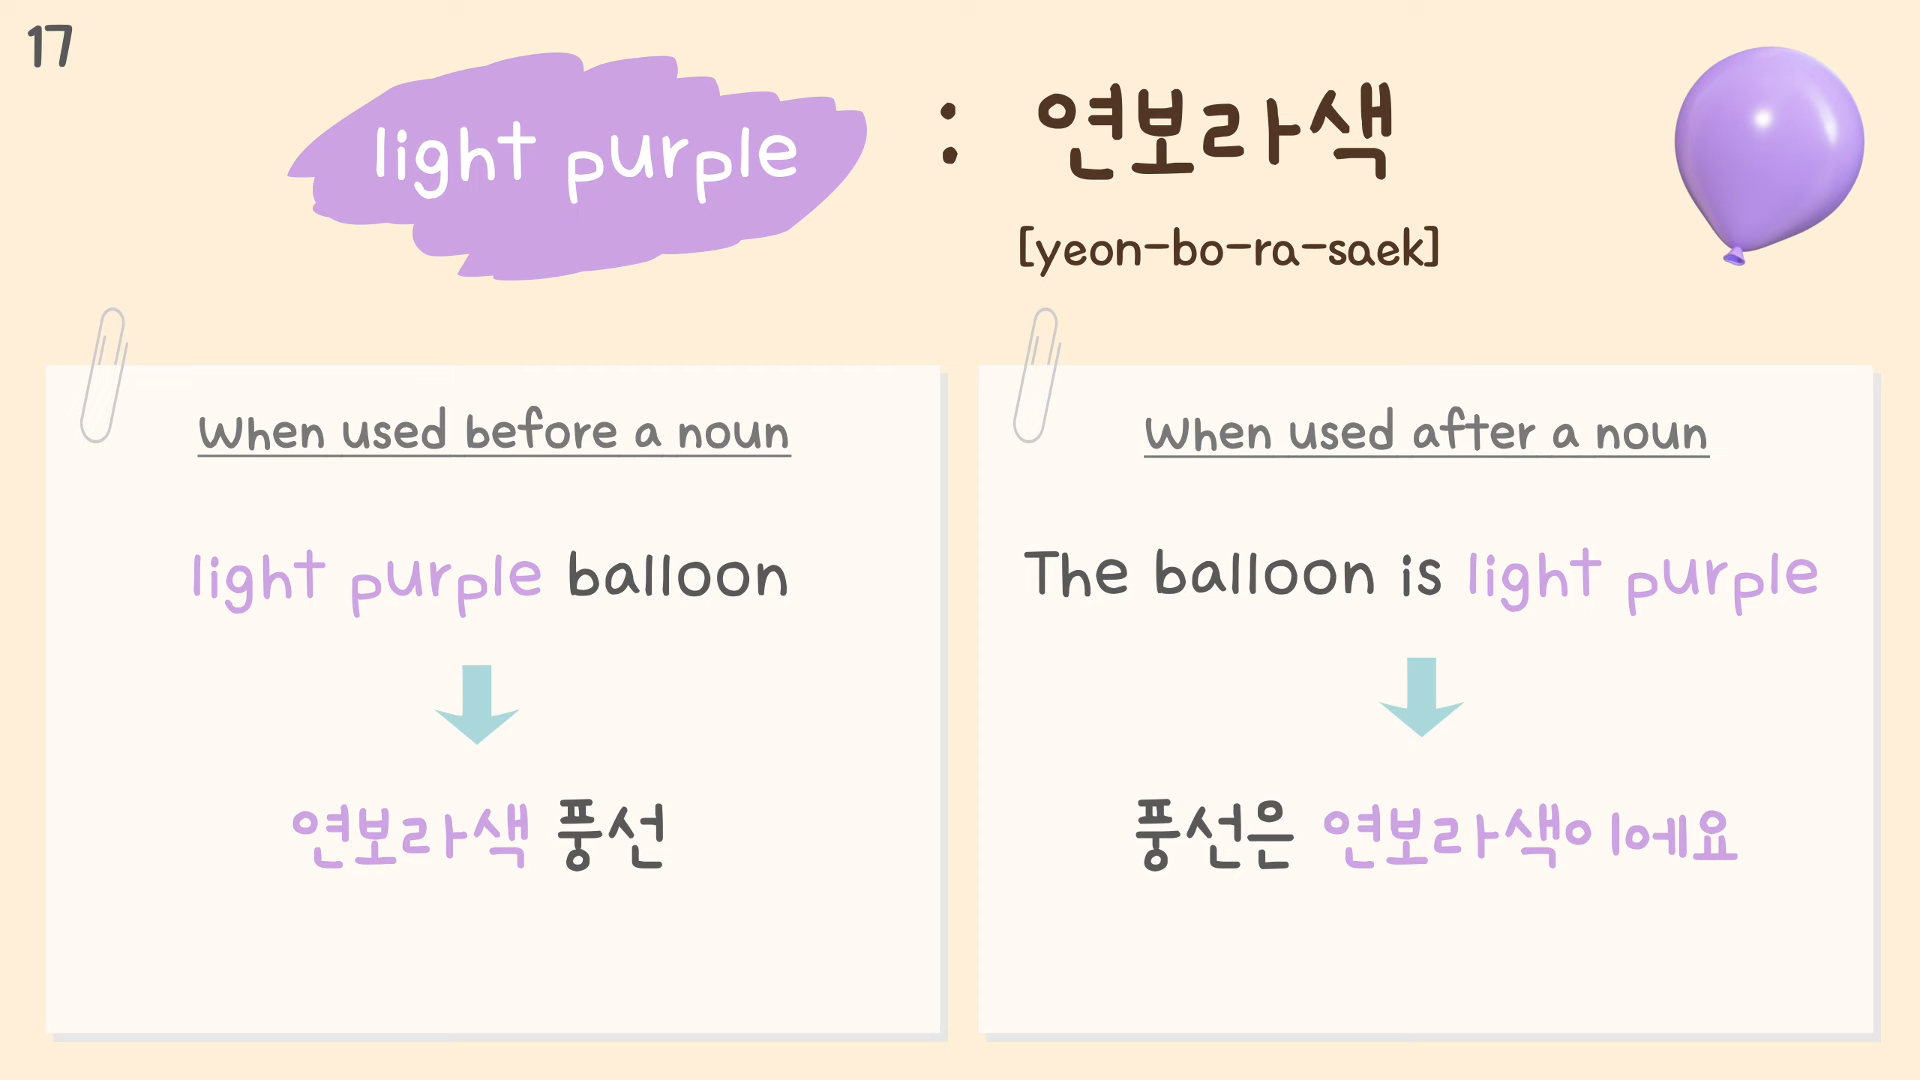 17
light purple : 연보라색
[yeon-bo-ra-saek]
When used before a noun
light purple balloon
연보라색 풍선
When used after a noun
The balloon is light purple
풍선은 연보라색이에요